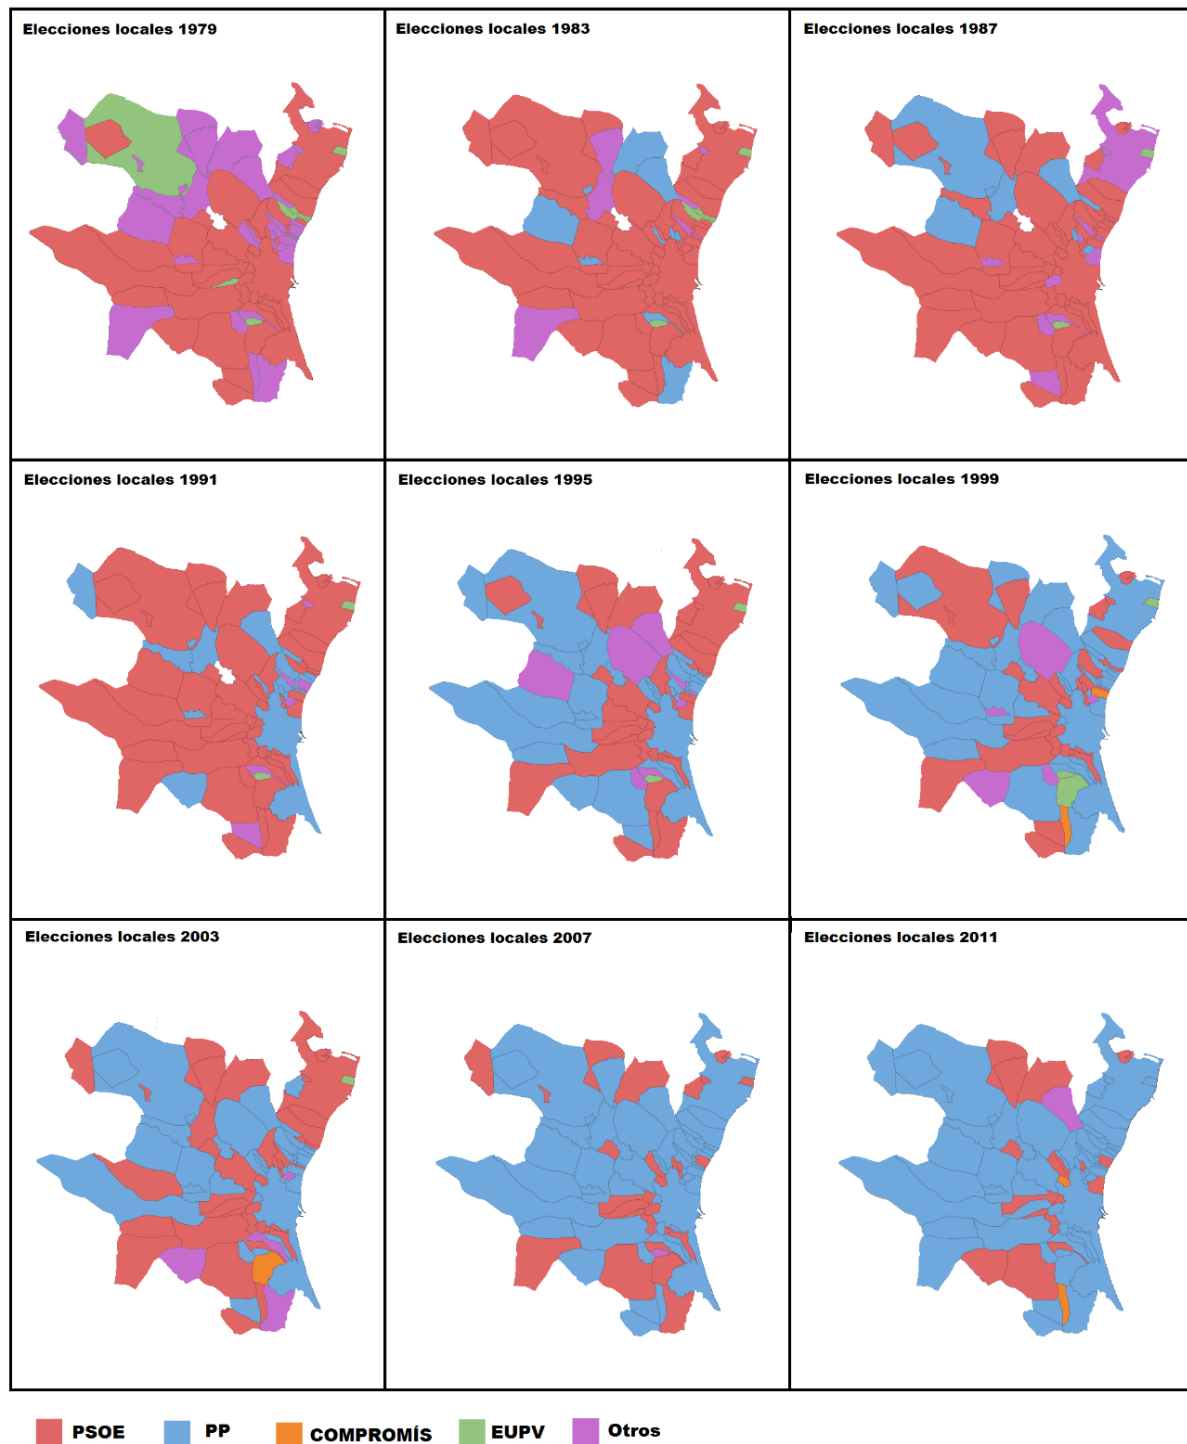 Elecciones locales 1979
Elecciones locales 1983
Elecciones locales 1987
Elecciones locales 1991
Elecciones locales 1995
Elecciones locales 1999
Elecciones locales 2003
Elecciones locales 2007
Elecciones locales 2011
PSOE PP COMPROMÍS EUPV Otros